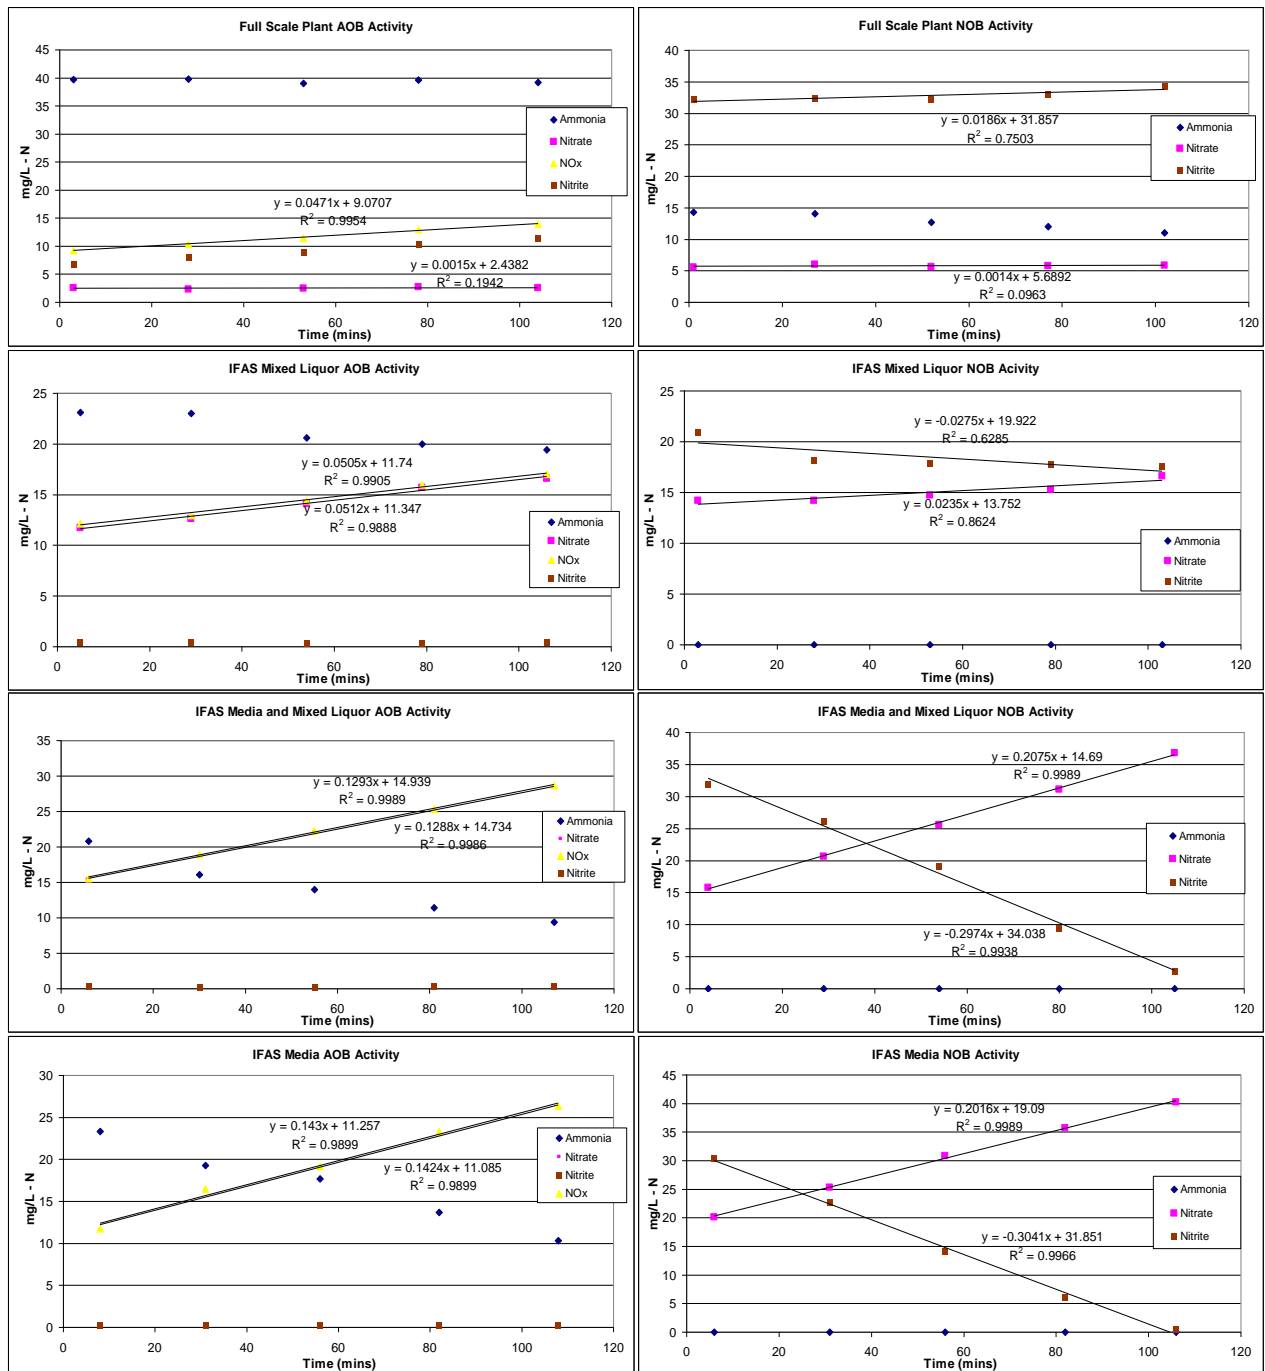 Full Scale Plant AOB Activity
mg/L - N
45
40
35
30
25
20
15
10
5
0
Ammonia
Nitrate
NOx
Nitrite
y = 0.0471x + 9.0707
R² = 0.9954
y = 0.0015x + 2.4382
R² = 0.1942
0 20 40 60 80 100 120
Time (mins)
Full Scale Plant NOB Activity
mg/L - N
40
35
30
25
20
15
10
5
0
y = 0.0186x + 31.857
R² = 0.7503
Ammonia
Nitrate
Nitrite
y = 0.0014x + 5.6892
R² = 0.0963
0 20 40 60 80 100 120
Time (mins)
IFAS Mixed Liquor AOB Activity
mg/L - N
25
20
15
10
5
0
y = 0.0505x + 11.74
R² = 0.9905
y = 0.0512x + 11.347
R² = 0.9888
Ammonia
Nitrate
NOx
Nitrite
0 20 40 60 80 100 120
Time (mins)
IFAS Mixed Liquor NOB Acivity
mg/L - N
25
20
15
10
5
0
y = -0.0275x + 19.922
R² = 0.6285
y = 0.0235x + 13.752
R² = 0.8624
Ammonia
Nitrate
Nitrite
0 20 40 60 80 100 120
Time (mins)
IFAS Media and Mixed Liquor AOB Activity
mg/L - N
35
30
25
20
15
10
5
0
y = 0.1293x + 14.939
R² = 0.9989
y = 0.1288x + 14.734
R² = 0.9986
Ammonia
Nitrate
NOx
Nitrite
0 20 40 60 80 100 120
Time (mins)
IFAS Media and Mixed Liquor NOB Activity
mg/L - N
40
35
30
25
20
15
10
5
0
y = 0.2075x + 14.69
R² = 0.9989
Ammonia
Nitrate
Nitrite
y = -0.2974x + 34.038
R² = 0.9938
0 20 40 60 80 100 120
Time (mins)
IFAS Media AOB Activity
mg/L - N
30
25
20
15
10
5
0
y = 0.143x + 11.257
R² = 0.9899
y = 0.1424x + 11.085
R² = 0.9899
Ammonia
Nitrate
Nitrite
NOx
0 20 40 60 80 100 120
Time (mins)
IFAS Media NOB Activity
mg/L - N
45
40
35
30
25
20
15
10
5
0
y = 0.2016x + 19.09
R² = 0.9989
Ammonia
Nitrate
Nitrite
y = -0.3041x + 31.851
R² = 0.9966
0 20 40 60 80 100 120
Time (mins)